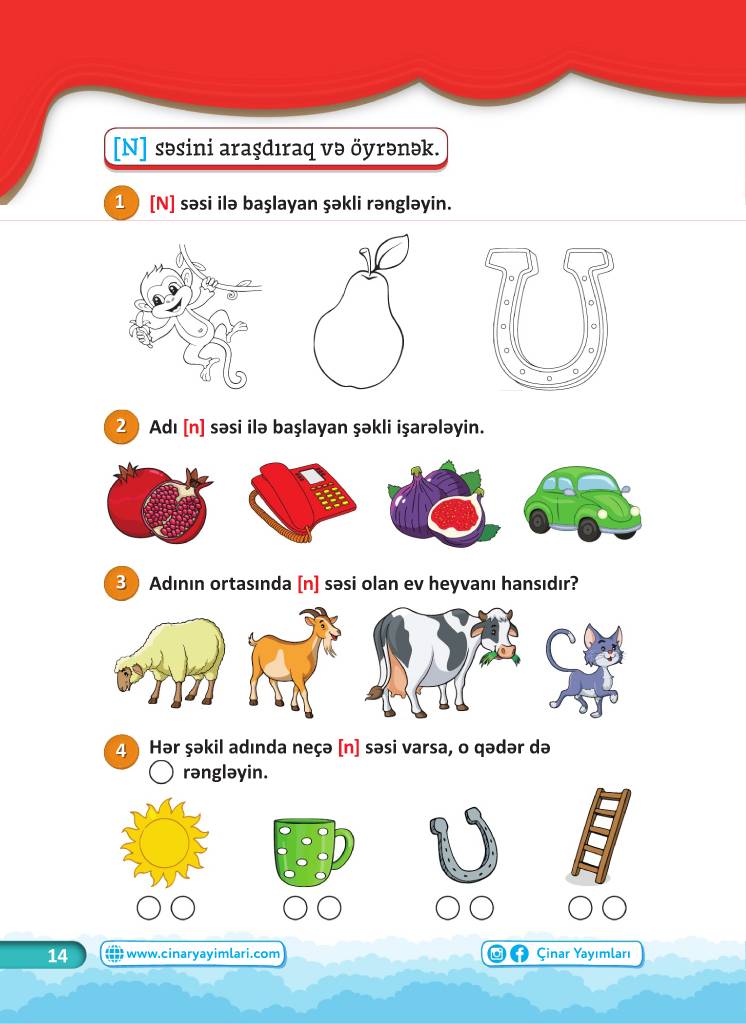 [N] səsini araşdıraq və öyrənək.
1 [N] səsi ilə başlayan şəkli rəngləyin.
2 Adı [n] səsi ilə başlayan şəkli işarələyin.
3 Adının ortasında [n] səsi olan ev heyvanı hansıdır?
4 Hər şəkil adında neçə [n] səsi varsa, o qədər də
rəngləyin.
14 www.cinaryayimlari.com Çinar Yayımları